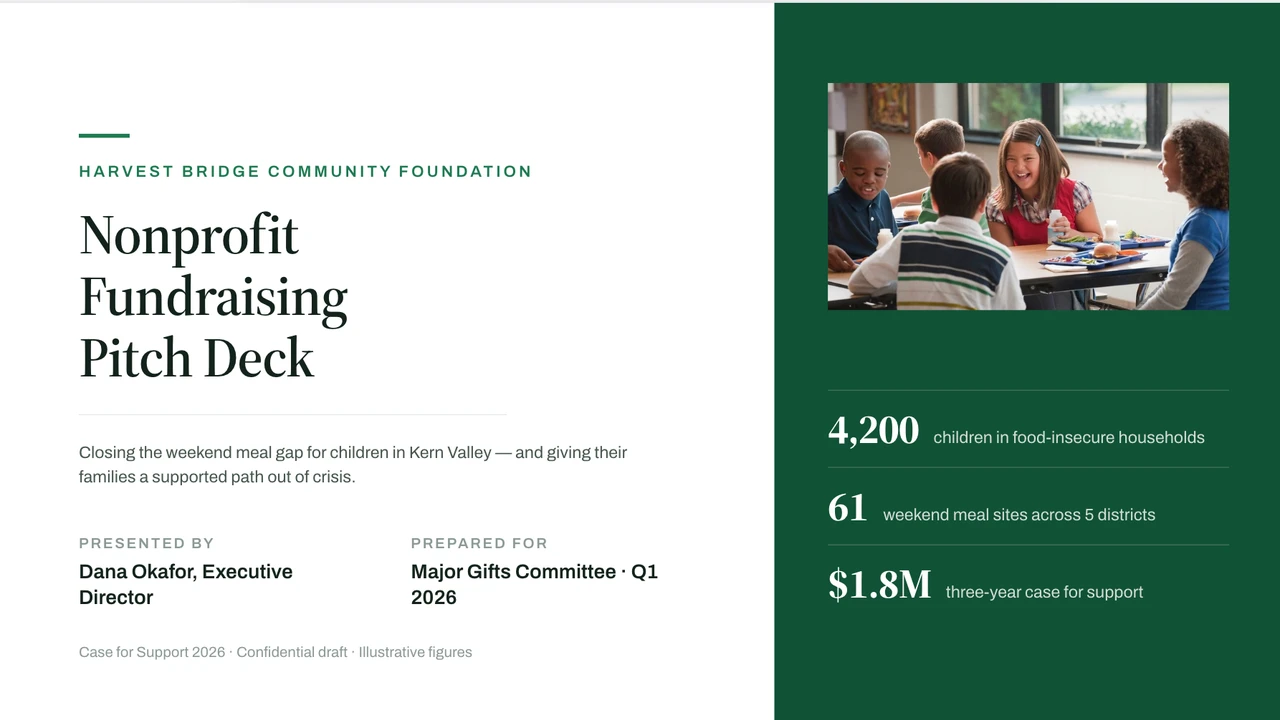 HARVEST BRIDGE COMMUNITY FOUNDATION
Nonprofit
Fundraising
Pitch Deck
Closing the weekend meal gap for children in Kern Valley — and giving their
families a supported path out of crisis.
PRESENTED BY
Dana Okafor, Executive
Director
PREPARED FOR
Major Gifts Committee · Q1
2026
Case for Support 2026 · Confidential draft · Illustrative figures
4,200 children in food-insecure households
61 weekend meal sites across 5 districts
$1.8M three-year case for support